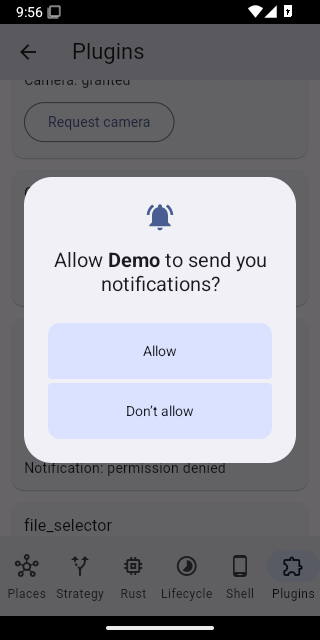 9:56
Plugins
Camera: granted
Request camera
Allow Demo to send you
notifications?
Allow
Don't allow
Notification: permission denied
file_selector
Places
Strategy
Rust
Lifecycle
Shell
Plugins